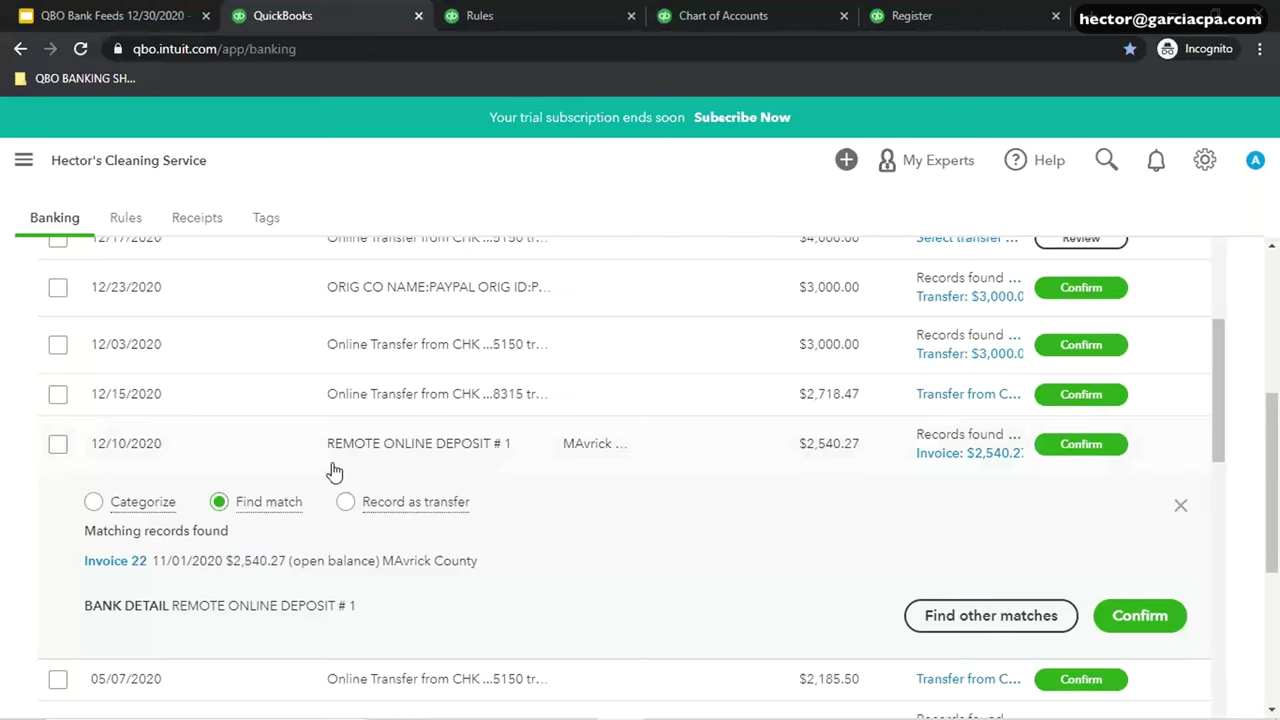 QBO Bank Feeds 12/30/2020 -
QuickBooks
Rules
Chart of Accounts
Register
hector@garciacpa.com
qbo.intuit.com/app/banking
Incognito
QBO BANKING SH...
Your trial subscription ends soon Subscribe Now
Hector's Cleaning Service
My Experts
Help
A
Banking
Rules
Receipts
Tags
12/17/2020 Online Transfer from CHK ...5150 tr... $4,000.00 Select transfer ... Review
12/23/2020 ORIG CO NAME:PAYPAL ORIG ID:P... $3,000.00 Records found ... Confirm
Transfer: $3,000.0
12/03/2020 Online Transfer from CHK ...5150 tr... $3,000.00 Records found ... Confirm
Transfer: $3,000.0
12/15/2020 Online Transfer from CHK ...8315 tr... $2,718.47 Transfer from C... Confirm
12/10/2020 REMOTE ONLINE DEPOSIT # 1 MAvrick ... $2,540.27 Records found ... Confirm
Invoice: $2,540.27
Categorize Find match Record as transfer
Matching records found
Invoice 22 11/01/2020 $2,540.27 (open balance) MAvrick County
BANK DETAIL REMOTE ONLINE DEPOSIT # 1
Find other matches
Confirm
05/07/2020 Online Transfer from CHK ...5150 tr... $2,185.50 Transfer from C... Confirm